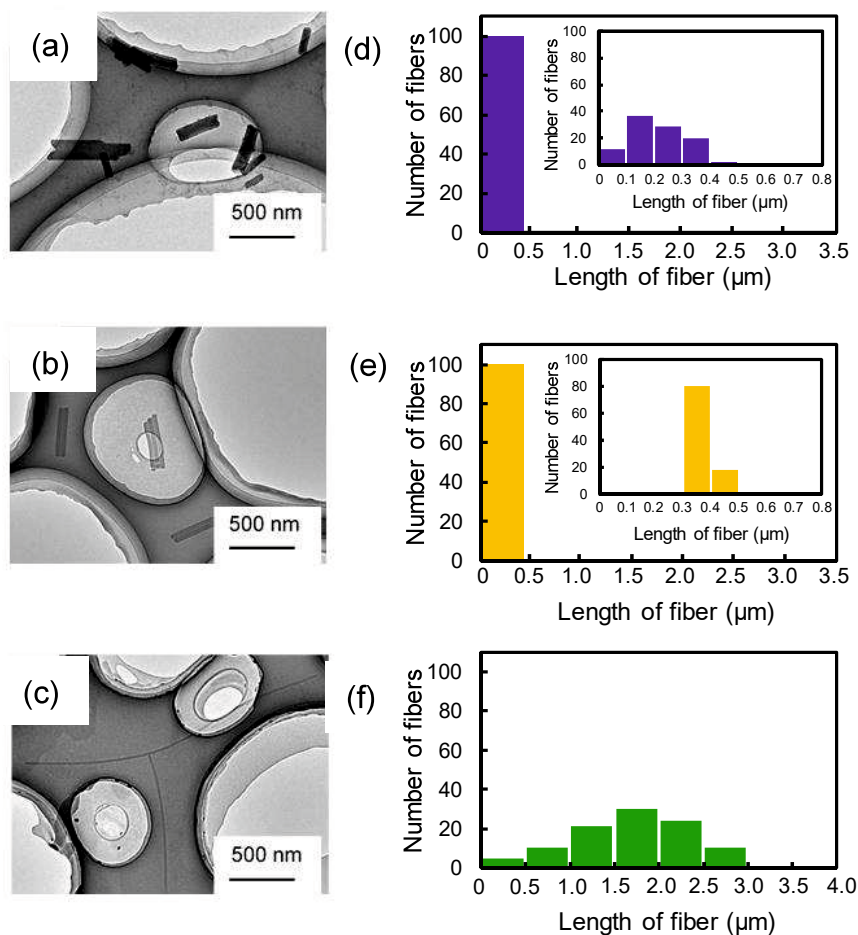 (a)
500 nm
(d)
Number of fibers
100
80
60
40
20
0
0 0.5 1.0 1.5 2.0 2.5 3.0 3.5
Length of fiber (µm)
Number of fibers
100
80
60
40
20
0
0 0.1 0.2 0.3 0.4 0.5 0.6 0.7 0.8
Length of fiber (µm)
(b)
500 nm
(e)
Number of fibers
100
80
60
40
20
0
0 0.5 1.0 1.5 2.0 2.5 3.0 3.5
Length of fiber (µm)
Number of fibers
100
80
60
40
20
0
0 0.1 0.2 0.3 0.4 0.5 0.6 0.7 0.8
Length of fiber (µm)
(c)
500 nm
(f)
Number of fibers
100
80
60
40
20
0
0 0.5 1.0 1.5 2.0 2.5 3.0 4.0
Length of fiber (µm)